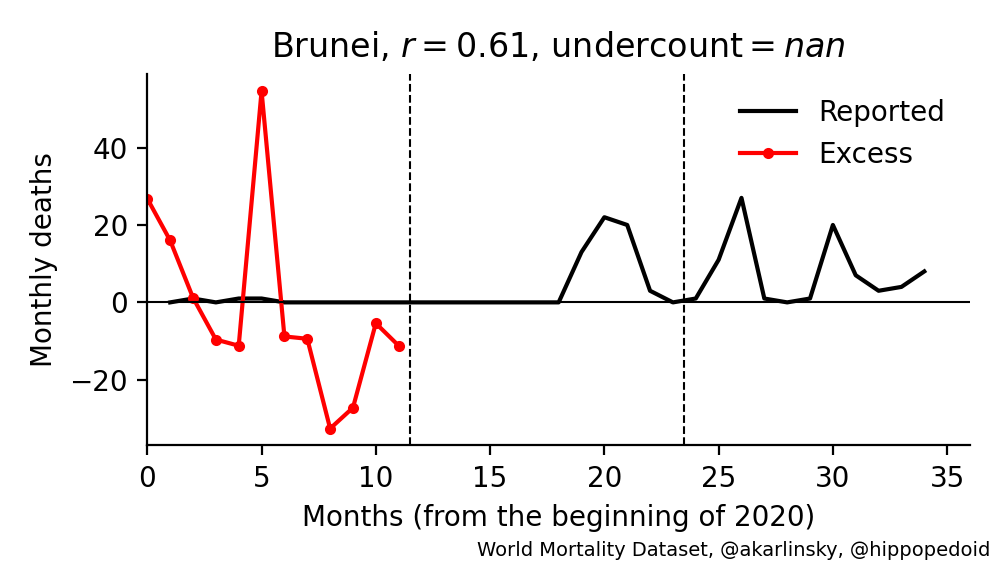 Brunei, r = 0.61, undercount = nan
Reported
Excess
Monthly deaths
40
20
0
−20
0 5 10 15 20 25 30 35
Months (from the beginning of 2020)
World Mortality Dataset, @akarlinsky, @hippopedoid